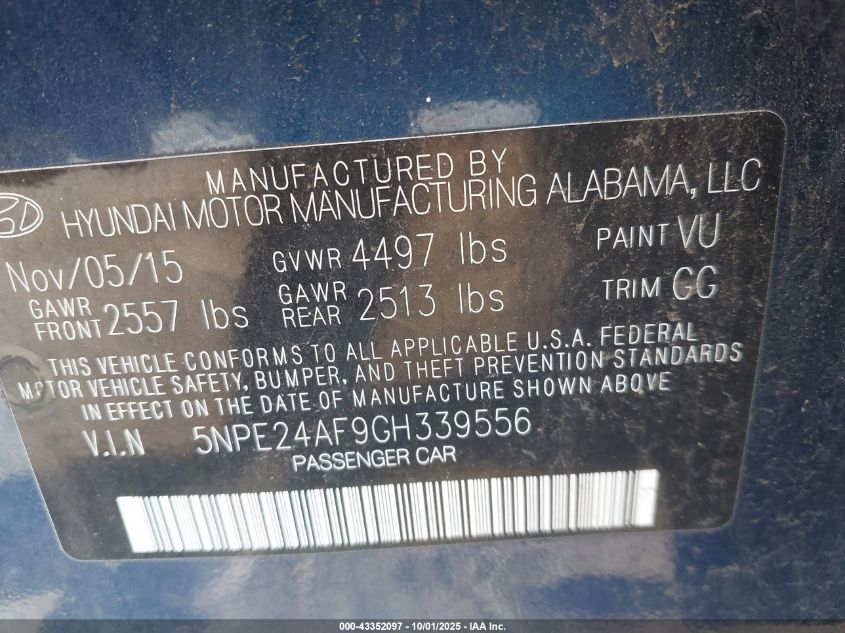 MANUFACTURED BY
HYUNDAI MOTOR MANUFACTURING ALABAMA, LLC
Nov/05/15 GVWR 4497 lbs PAINT VU
GAWR FRONT 2557 lbs GAWR REAR 2513 lbs TRIM GG
THIS VEHICLE CONFORMS TO ALL APPLICABLE U.S.A. FEDERAL
MOTOR VEHICLE SAFETY, BUMPER, AND THEFT PREVENTION STANDARDS
IN EFFECT ON THE DATE OF MANUFACTURE SHOWN ABOVE
V.I.N 5NPE24AF9GH339556
PASSENGER CAR
000-43352097 - 10/01/2025 - IAA Inc.